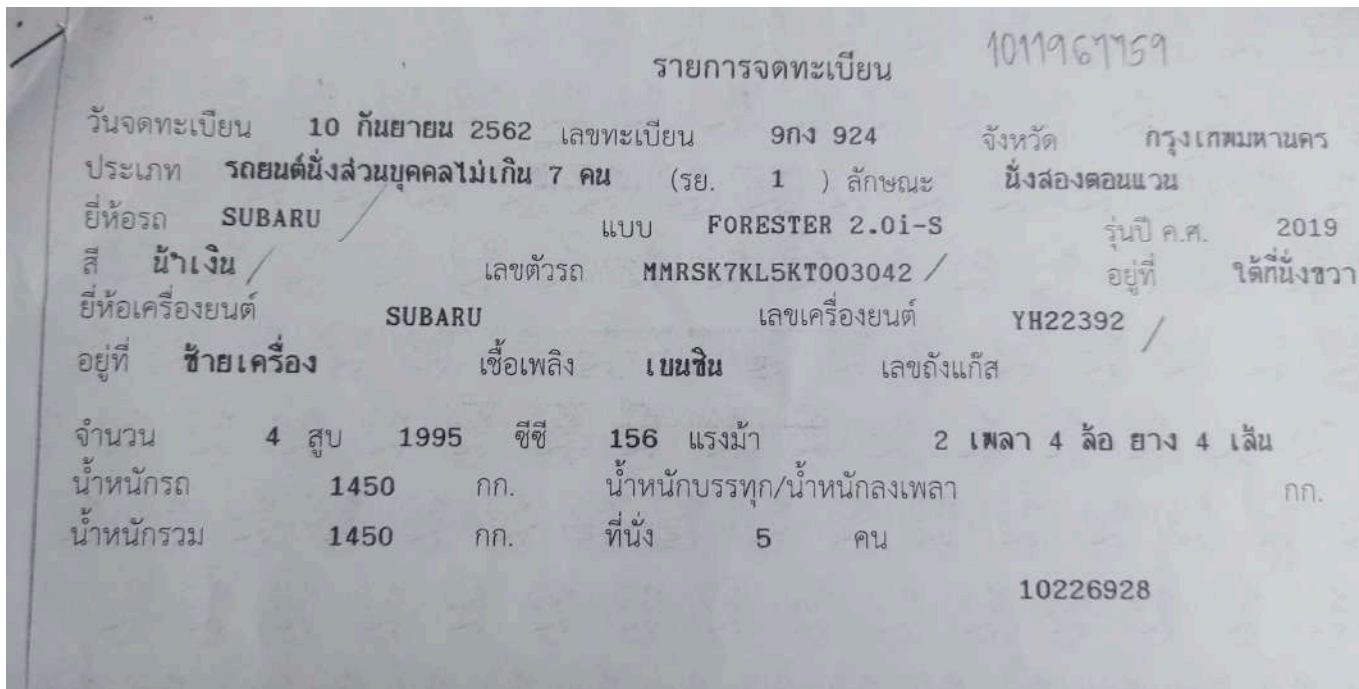 1011967759
รายการจดทะเบียน
วันจดทะเบียน 10 กันยายน 2562 เลขทะเบียน 9กง 924 จังหวัด กรุงเทพมหานคร
ประเภท รถยนต์นั่งส่วนบุคคลไม่เกิน 7 คน (รย. 1 ) ลักษณะ นั่งสองตอนแวน
ยี่ห้อรถ SUBARU แบบ FORESTER 2.0i-S รุ่นปี ค.ศ. 2019
สี น้ำเงิน เลขตัวรถ MMRSK7KL5KT003042 อยู่ที่ ใต้ที่นั่งขวา
ยี่ห้อเครื่องยนต์ SUBARU เลขเครื่องยนต์ YH22392
อยู่ที่ ซ้ายเครื่อง เชื้อเพลิง เบนซิน เลขถังแก๊ส
จำนวน 4 สูบ 1995 ซีซี 156 แรงม้า 2 เพลา 4 ล้อ ยาง 4 เส้น
น้ำหนักรถ 1450 กก. น้ำหนักบรรทุก/น้ำหนักลงเพลา กก.
น้ำหนักรวม 1450 กก. ที่นั่ง 5 คน
10226928